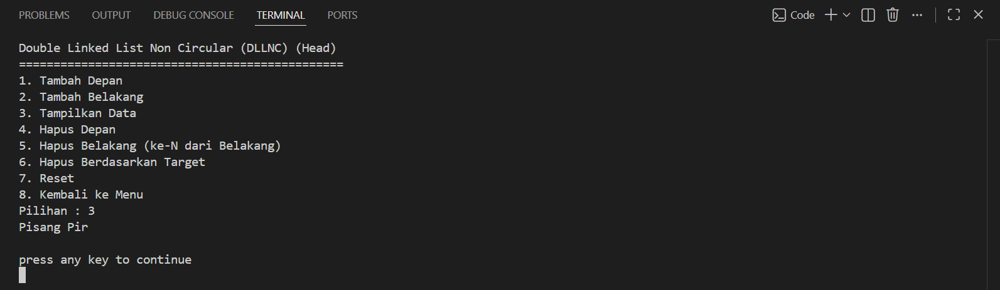 PROBLEMS OUTPUT DEBUG CONSOLE TERMINAL PORTS Code
Double Linked List Non Circular (DLLNC) (Head)
===============================================
1. Tambah Depan
2. Tambah Belakang
3. Tampilkan Data
4. Hapus Depan
5. Hapus Belakang (ke-N dari Belakang)
6. Hapus Berdasarkan Target
7. Reset
8. Kembali ke Menu
Pilihan : 3
Pisang Pir
press any key to continue